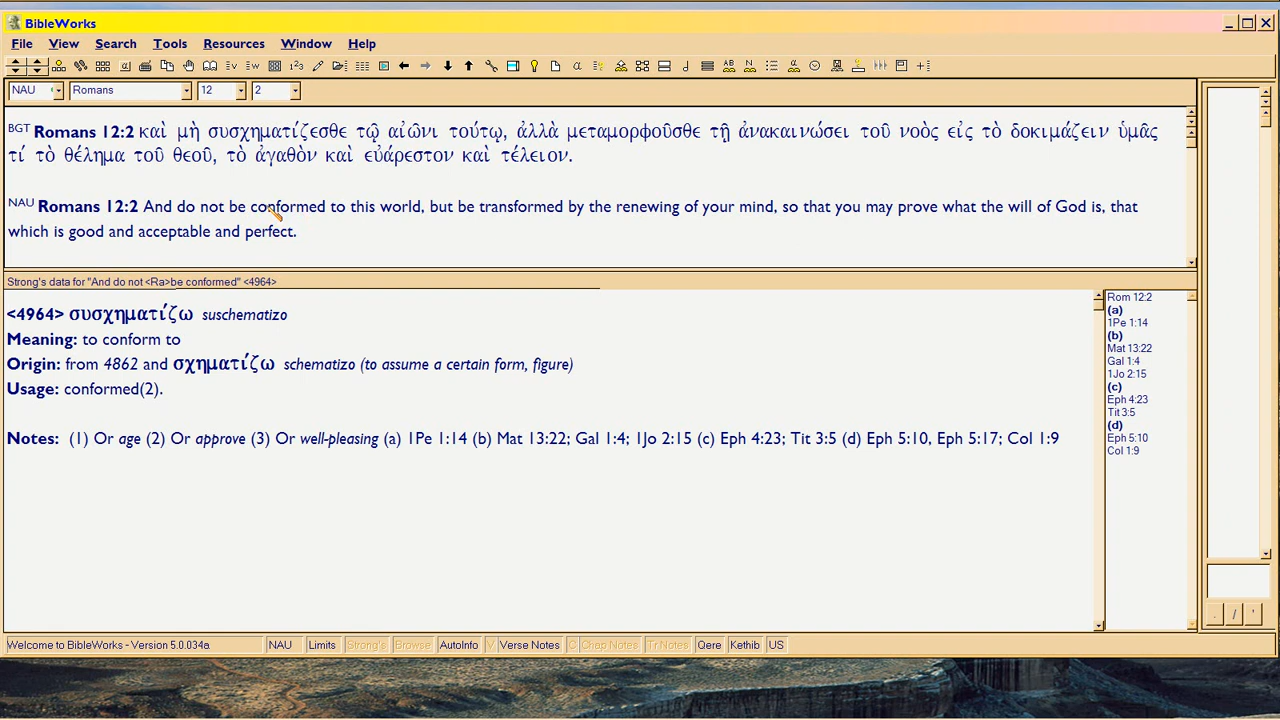 BibleWorks
File View Search Tools Resources Window Help
NAU Romans 12 2
BGT Romans 12:2 καὶ μὴ συσχηματίζεσθε τῷ αἰῶνι τούτῳ, ἀλλὰ μεταμορφοῦσθε τῇ ἀνακαινώσει τοῦ νοὸς εἰς τὸ δοκιμάζειν ὑμᾶς
τί τὸ θέλημα τοῦ θεοῦ, τὸ ἀγαθὸν καὶ εὐάρεστον καὶ τέλειον.
NAU Romans 12:2 And do not be conformed to this world, but be transformed by the renewing of your mind, so that you may prove what the will of God is, that
which is good and acceptable and perfect.
Strong's data for "And do not <Ra>be conformed" <4964>
<4964> συσχηματίζω suschematizo
Meaning: to conform to
Origin: from 4862 and σχηματίζω schematizo (to assume a certain form, figure)
Usage: conformed(2).
Notes: (1) Or age (2) Or approve (3) Or well-pleasing (a) 1Pe 1:14 (b) Mat 13:22; Gal 1:4; 1Jo 2:15 (c) Eph 4:23; Tit 3:5 (d) Eph 5:10, Eph 5:17; Col 1:9
Rom 12:2
(a)
1Pe 1:14
(b)
Mat 13:22
Gal 1:4
1Jo 2:15
(c)
Eph 4:23
Tit 3:5
(d)
Eph 5:10
Col 1:9
Welcome to BibleWorks - Version 5.0.034a NAU Limits Strong's Browse AutoInfo V Verse Notes C Chap Notes Tr Notes Qere Kethib US